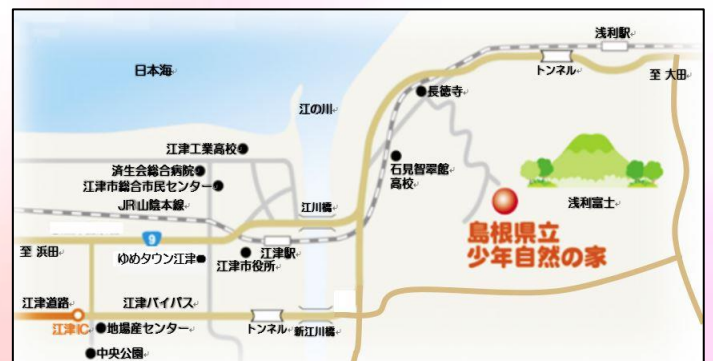 浅利駅
日本海
トンネル
至 大田
長徳寺
江の川
江津工業高校
済生会総合病院
江津市総合市民センター
JR山陰本線
石見智翠館
高校
浅利富士
江川橋
島根県立
少年自然の家
9
至 浜田
ゆめタウン江津
江津駅
江津市役所
江津道路
江津バイパス
江津IC
地場産センター
トンネル
新江川橋
中央公園